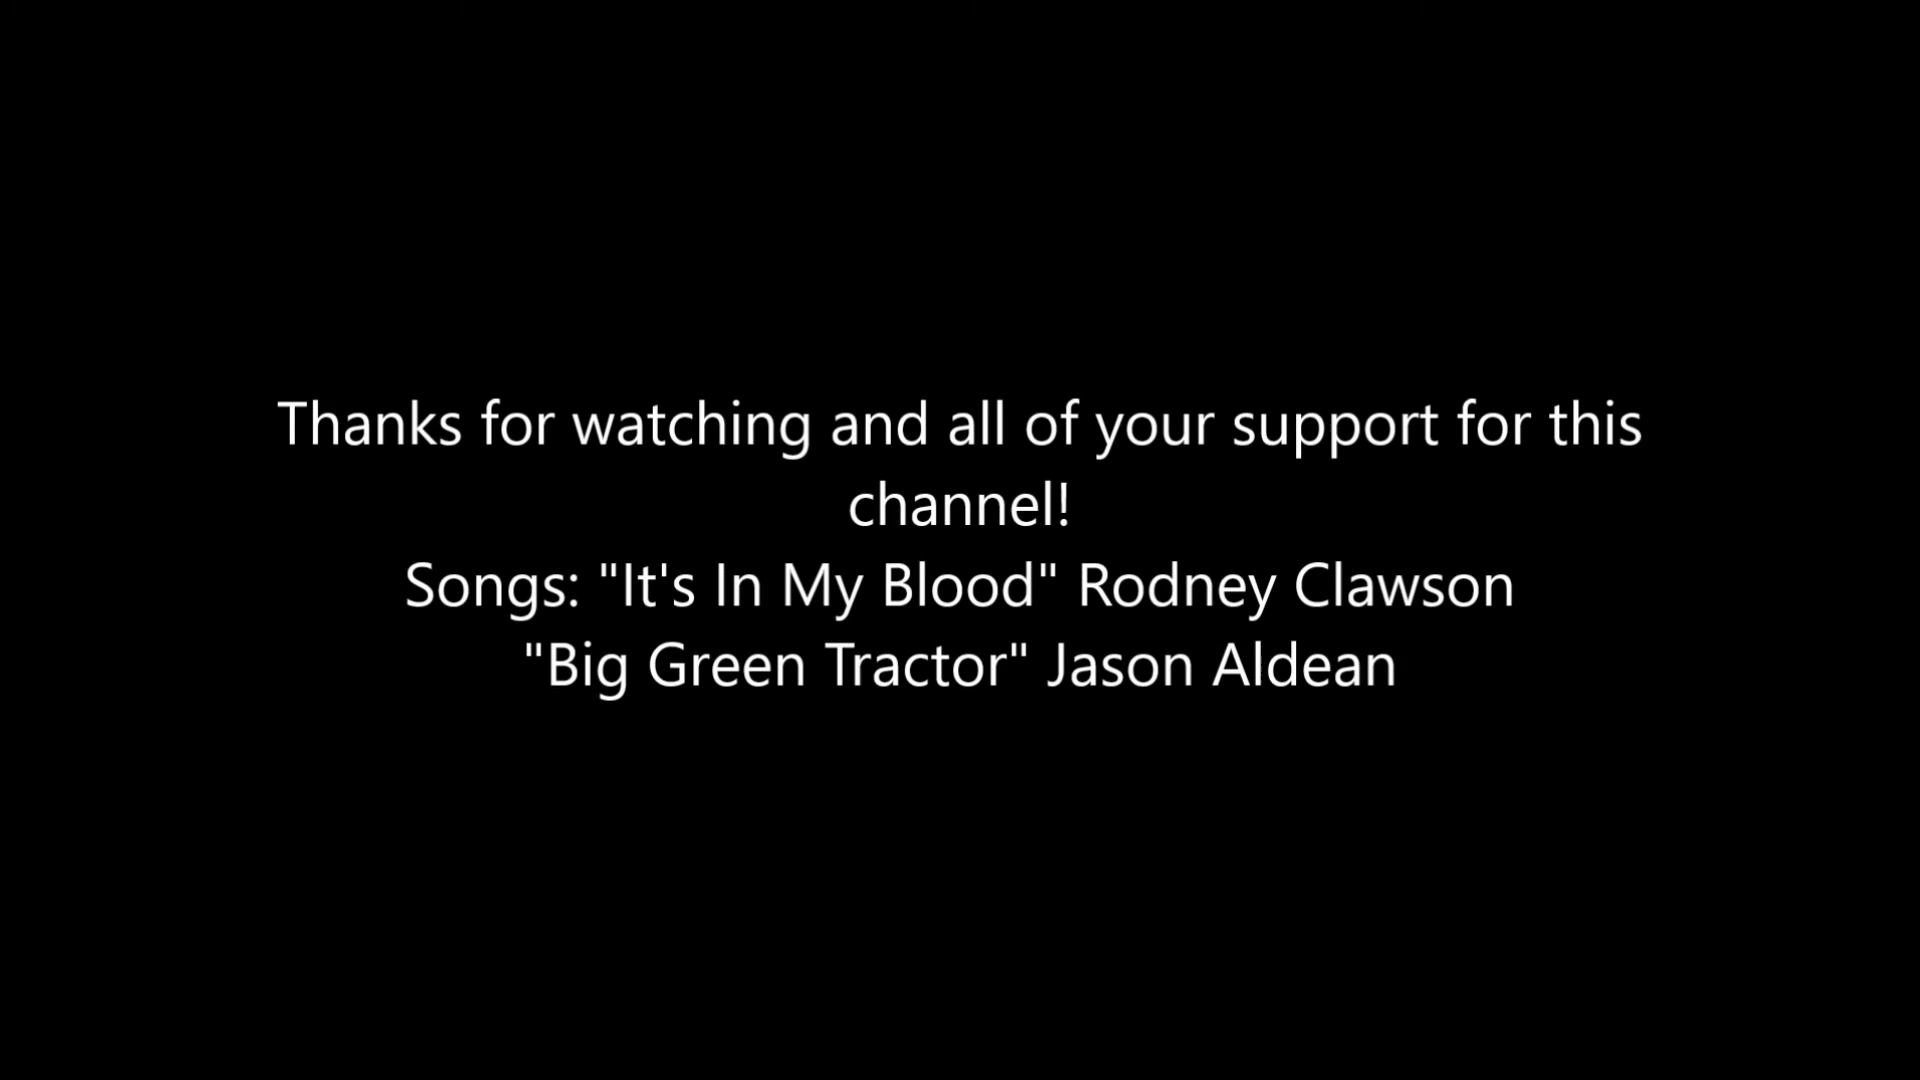 Thanks for watching and all of your support for this
channel!
Songs: "It's In My Blood" Rodney Clawson
"Big Green Tractor" Jason Aldean